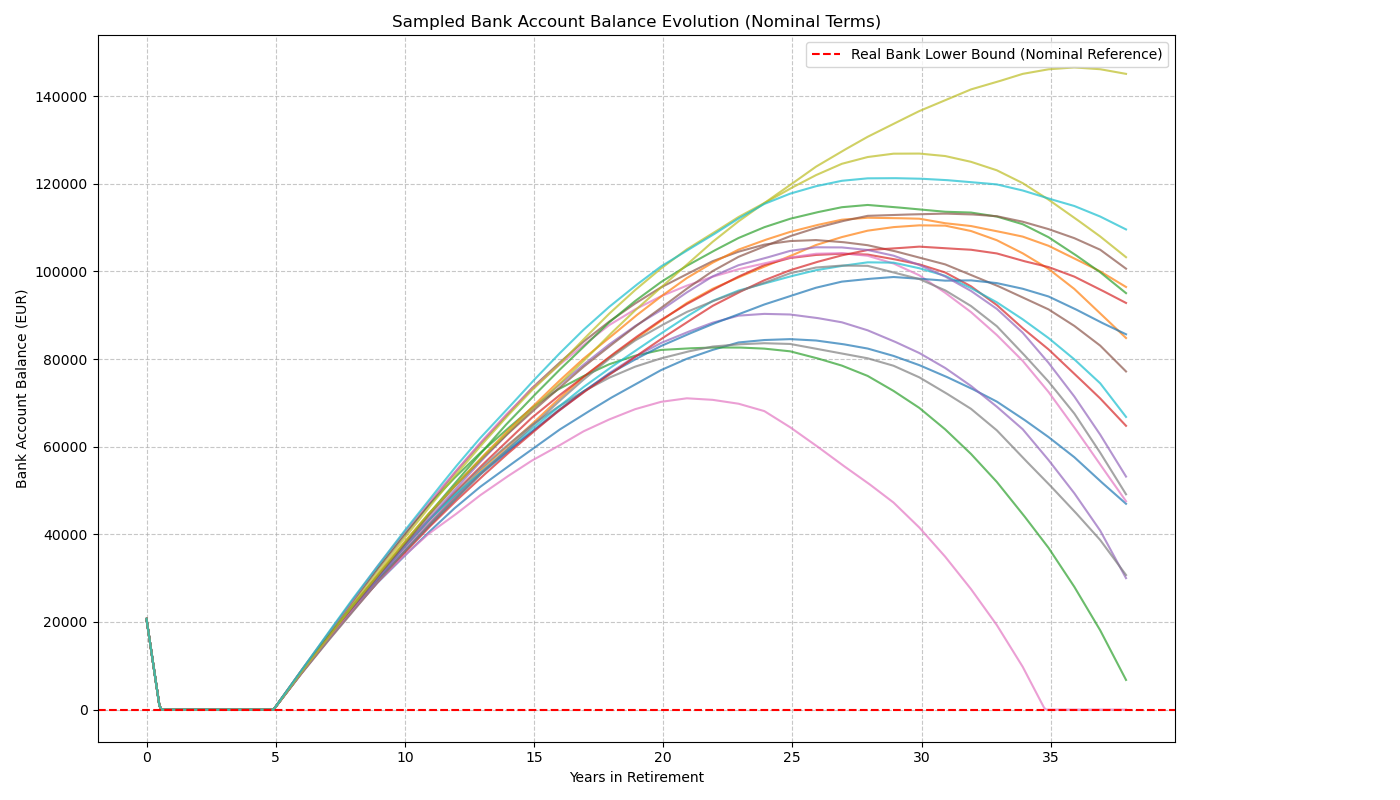 Sampled Bank Account Balance Evolution (Nominal Terms)
Real Bank Lower Bound (Nominal Reference)
Bank Account Balance (EUR)
140000
120000
100000
80000
60000
40000
20000
0
0 5 10 15 20 25 30 35
Years in Retirement